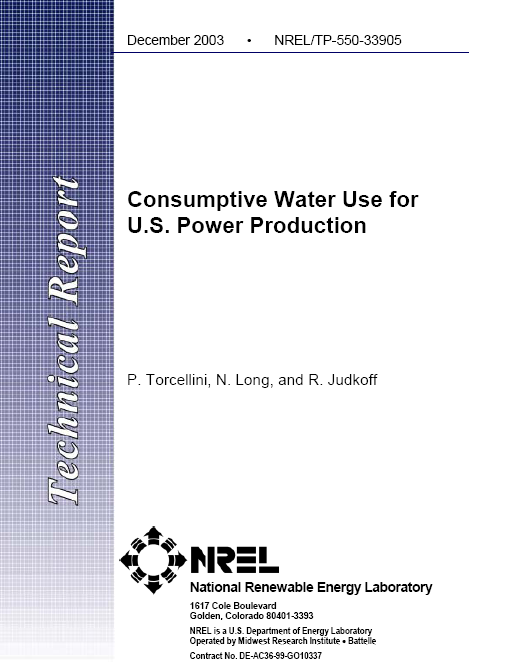 December 2003 • NREL/TP-550-33905
Consumptive Water Use for
U.S. Power Production
Technical Report
P. Torcellini, N. Long, and R. Judkoff
NREL
National Renewable Energy Laboratory
1617 Cole Boulevard
Golden, Colorado 80401-3393
NREL is a U.S. Department of Energy Laboratory
Operated by Midwest Research Institute • Battelle
Contract No. DE-AC36-99-GO10337